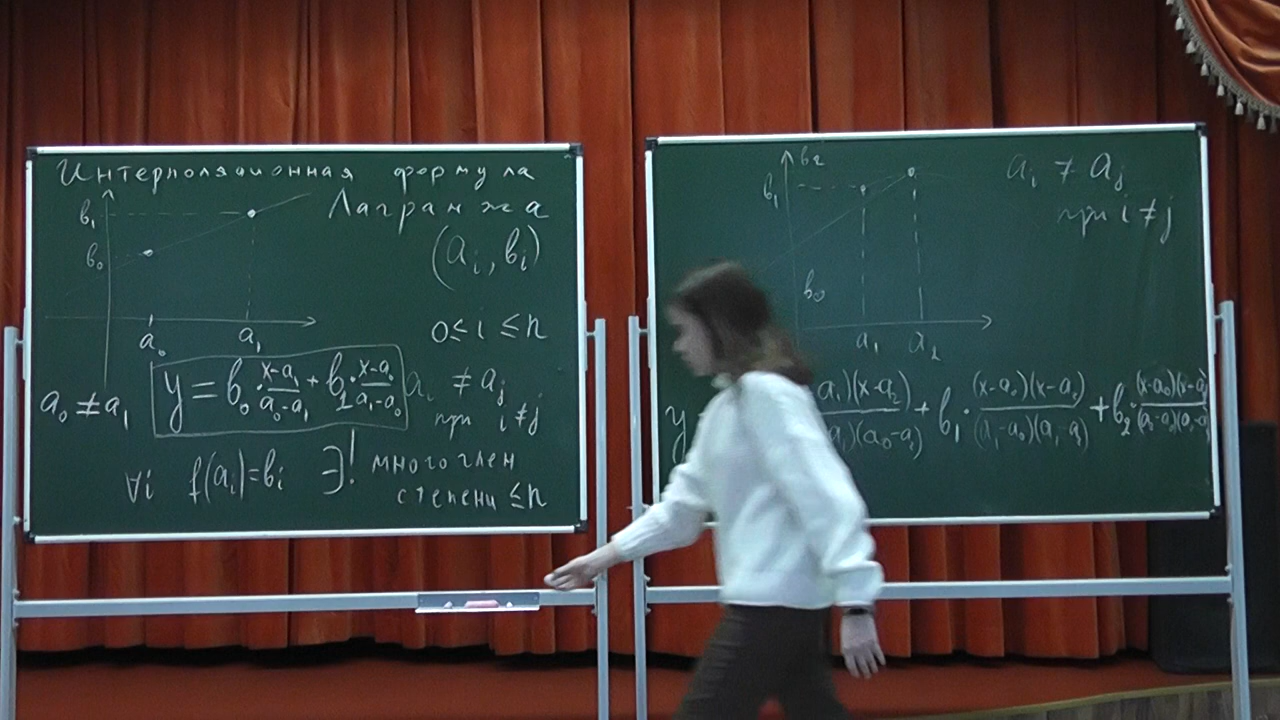 Интерполяционная формула
Лагранжа
b₁
b₀
a₀
a₁
(aᵢ, bᵢ)
0≤ i ≤n
a₀ ≠ a₁
y = b₀·(x-a₁)/(a₀-a₁) + b₁·(x-a₀)/(a₁-a₀)
aᵢ ≠ aⱼ
при i≠j
∀i f(aᵢ)=bᵢ ∃! многочлен
степени ≤n
b₂
b₁
b₀
a₁
a₂
aᵢ ≠ aⱼ
при i≠j
y
a₁)(x-a₂)/a₁)(a₀-a₂) + b₁·(x-a₀)(x-a₂)/(a₁-a₀)(a₁-a₂) + b₂·(x-a₀)(x-a₁)